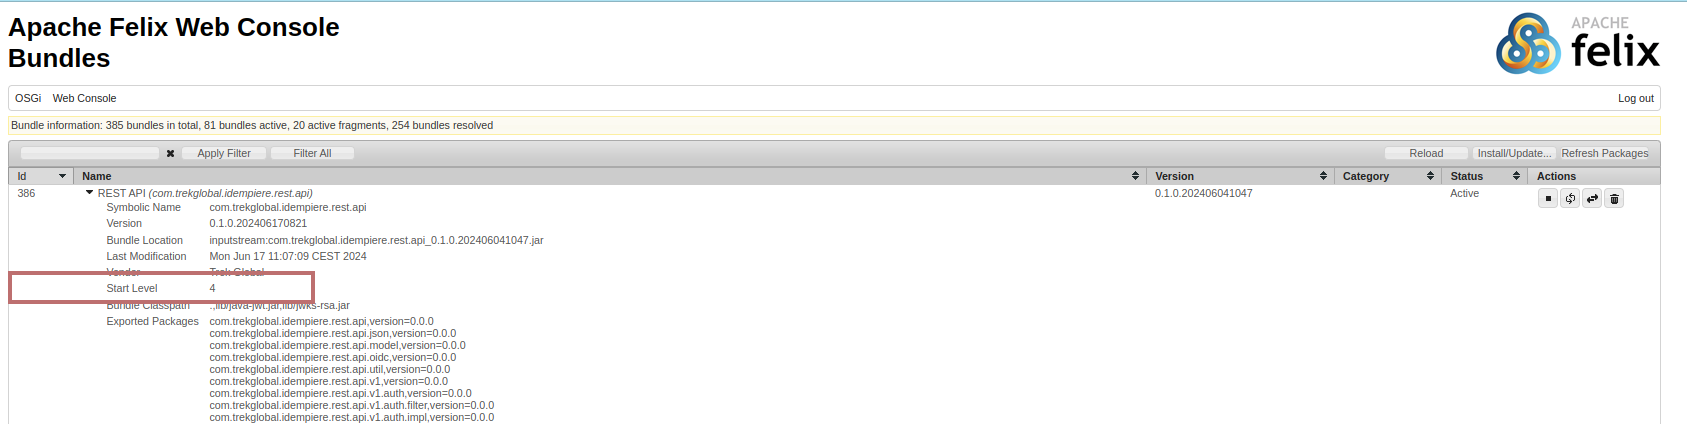 Apache Felix Web Console
Bundles
APACHE
felix
OSGi Web Console Log out
Bundle information: 385 bundles in total, 81 bundles active, 20 active fragments, 254 bundles resolved
✖ Apply Filter Filter All Reload Install/Update... Refresh Packages
Id Name Version Category Status Actions
386 REST API (com.trekglobal.idempiere.rest.api) 0.1.0.202406041047 Active
Symbolic Name com.trekglobal.idempiere.rest.api
Version 0.1.0.202406170821
Bundle Location inputstream:com.trekglobal.idempiere.rest.api_0.1.0.202406041047.jar
Last Modification Mon Jun 17 11:07:09 CEST 2024
Vendor Trek Global
Start Level 4
Bundle Classpath .,lib/java-jwt.jar,lib/jwks-rsa.jar
Exported Packages com.trekglobal.idempiere.rest.api,version=0.0.0
com.trekglobal.idempiere.rest.api.json,version=0.0.0
com.trekglobal.idempiere.rest.api.model,version=0.0.0
com.trekglobal.idempiere.rest.api.oidc,version=0.0.0
com.trekglobal.idempiere.rest.api.util,version=0.0.0
com.trekglobal.idempiere.rest.api.v1,version=0.0.0
com.trekglobal.idempiere.rest.api.v1.auth,version=0.0.0
com.trekglobal.idempiere.rest.api.v1.auth.filter,version=0.0.0
com.trekglobal.idempiere.rest.api.v1.auth.impl,version=0.0.0